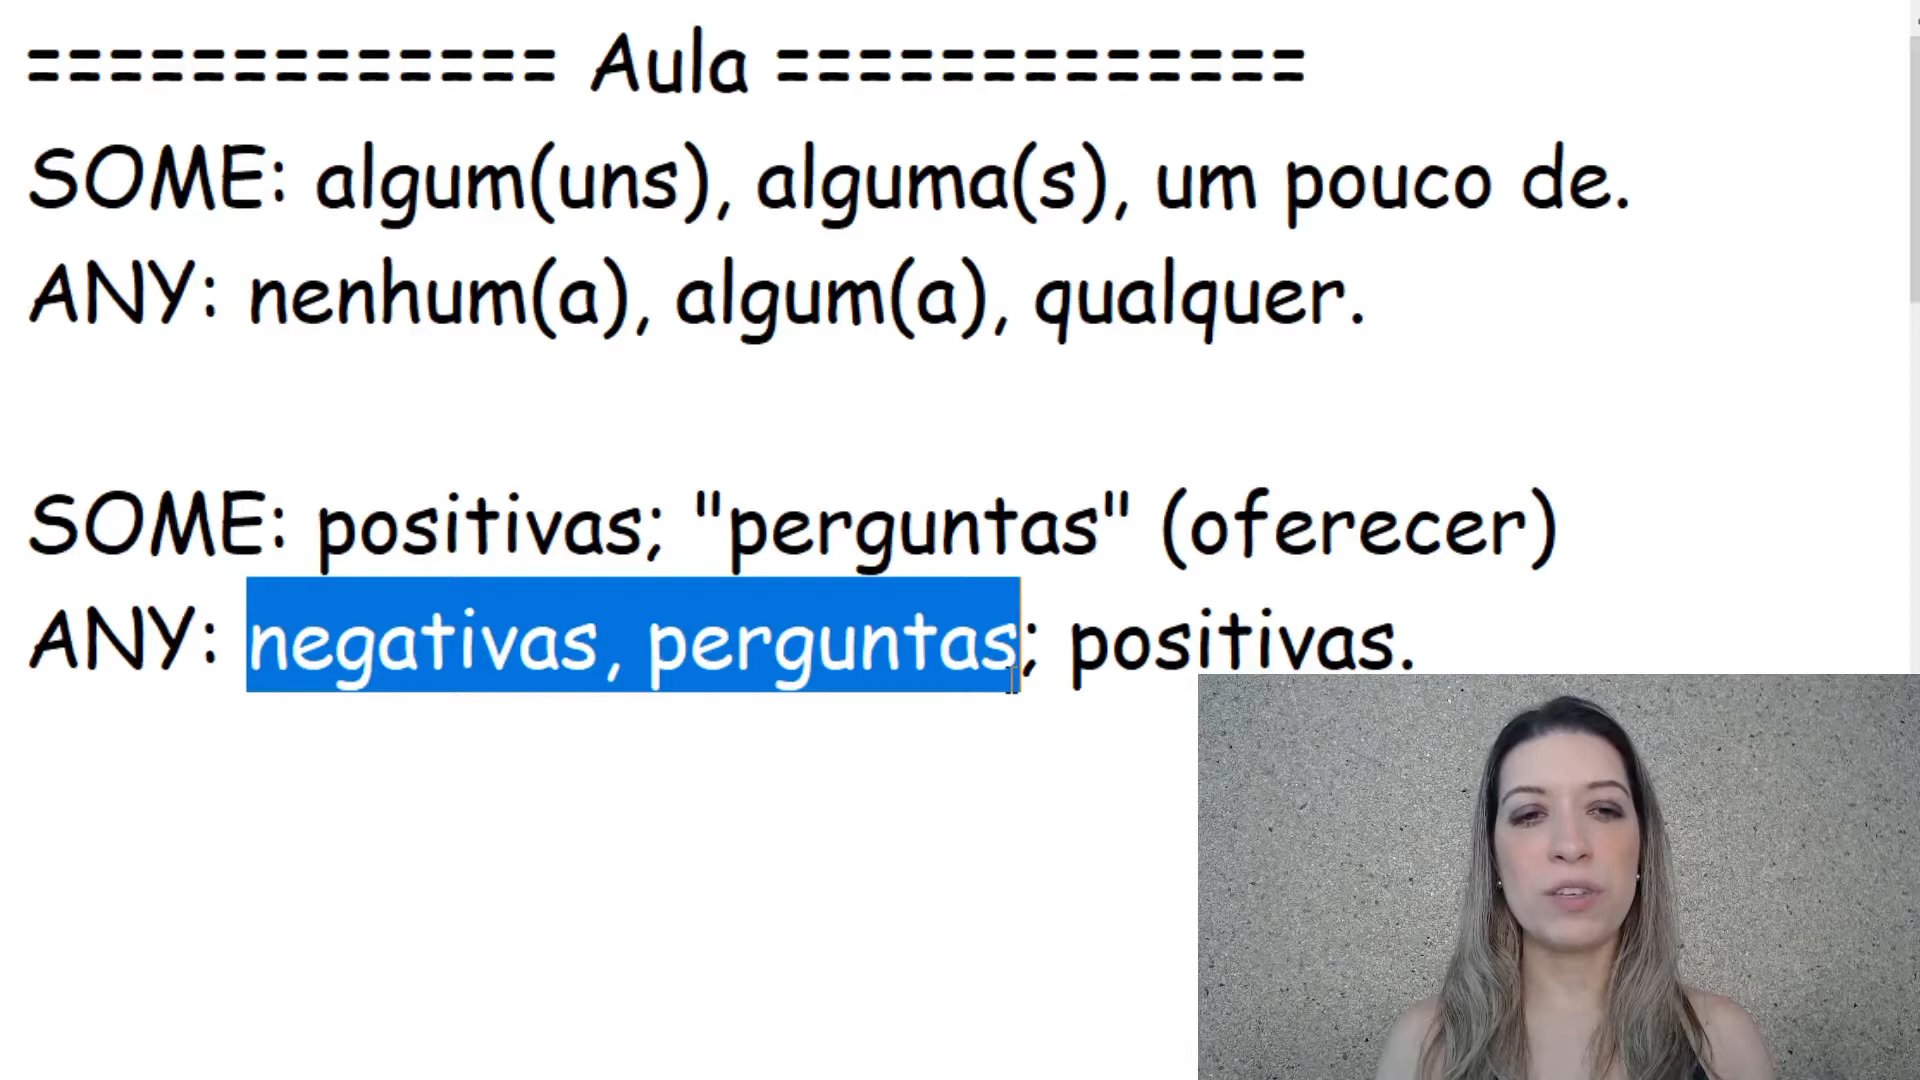 ============= Aula =============
SOME: algum(uns), alguma(s), um pouco de.
ANY: nenhum(a), algum(a), qualquer.
SOME: positivas; "perguntas" (oferecer)
ANY: negativas, perguntas; positivas.